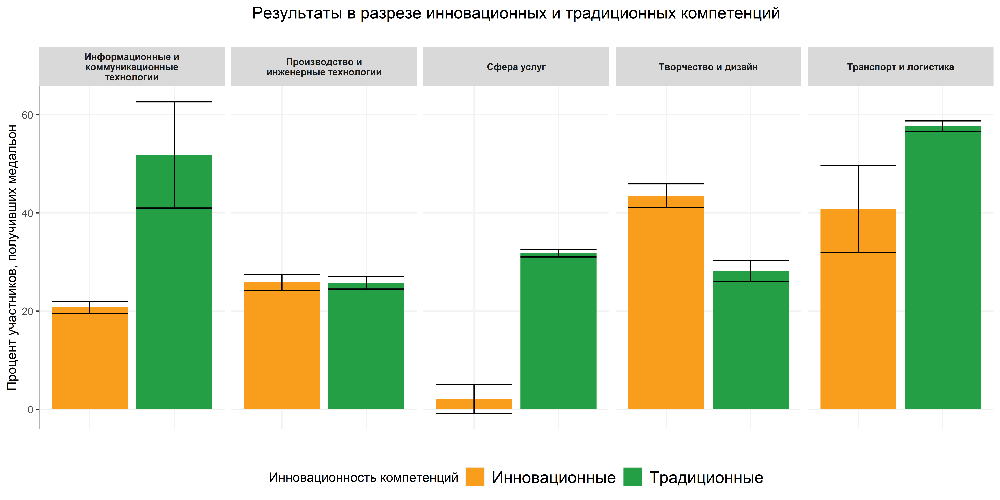 Результаты в разрезе инновационных и традиционных компетенций
Информационные и
коммуникационные
технологии
Производство и
инженерные технологии
Сфера услуг
Творчество и дизайн
Транспорт и логистика
Процент участников, получивших медальон
60
40
20
0
Инновационность компетенций
Инновационные
Традиционные